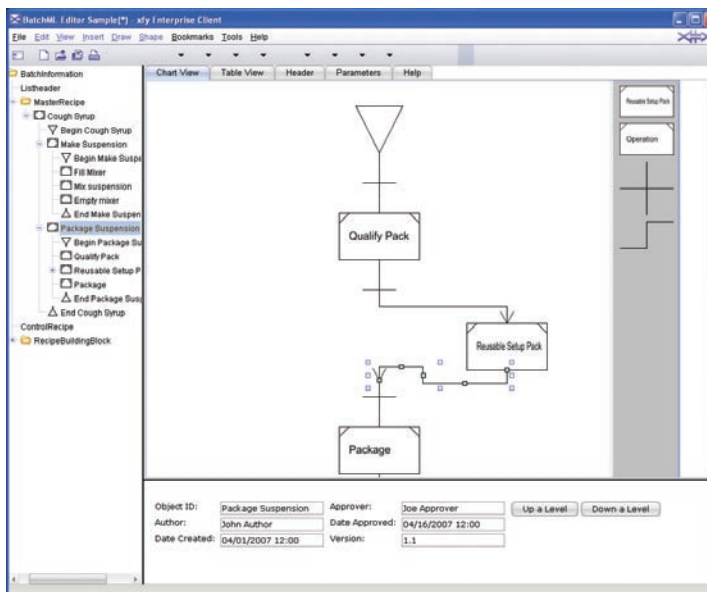 BatchML Editor Sample(*) - xfy Enterprise Client
File Edit View Insert Draw Shape Bookmarks Tools Help
BatchInformation
Listheader
MasterRecipe
Cough Syrup
Begin Cough Syrup
Make Suspension
Begin Make Suspe
Fill Mixer
Mix suspension
Empty mixer
End Make Suspen
Package Suspension
Begin Package Su
Qualify Pack
Reusable Setup P
Package
End Package Susp
End Cough Syrup
ControlRecipe
RecipeBuildingBlock
Chart View Table View Header Parameters Help
Qualify Pack
Reusable Setup Pack
Package
Reusable Setup Pack
Operation
Object ID: Package Suspension Approver: Joe Approver Up a Level Down a Level
Author: John Author Date Approved: 04/16/2007 12:00
Date Created: 04/01/2007 12:00 Version: 1.1